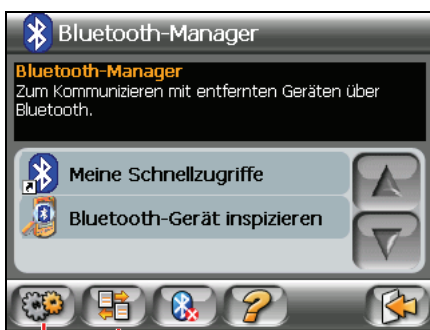 Bluetooth-Manager
Bluetooth-Manager
Zum Kommunizieren mit entfernten Geräten über
Bluetooth.
Meine Schnellzugriffe
Bluetooth-Gerät inspizieren